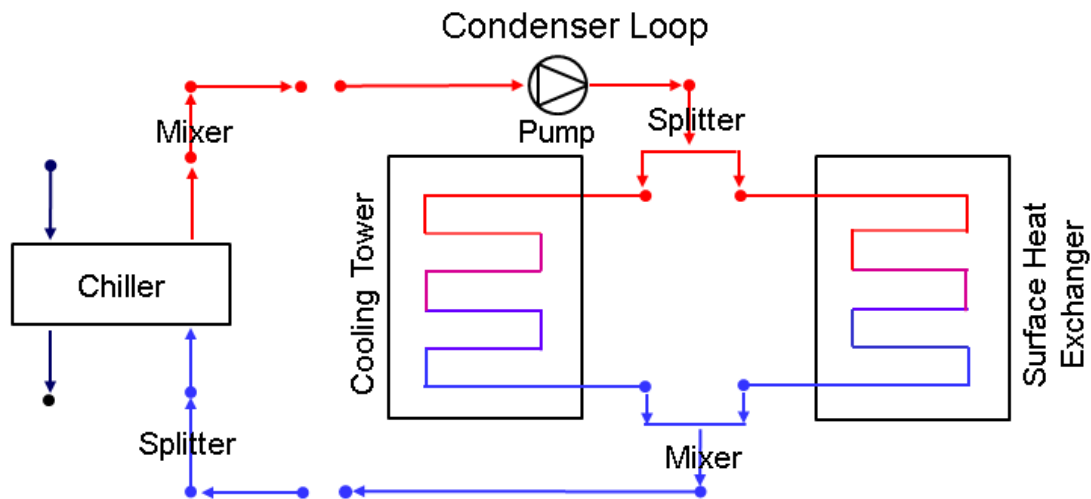 Condenser Loop
Mixer
Pump
Splitter
Chiller
Cooling Tower
Surface Heat
Exchanger
Splitter
Mixer